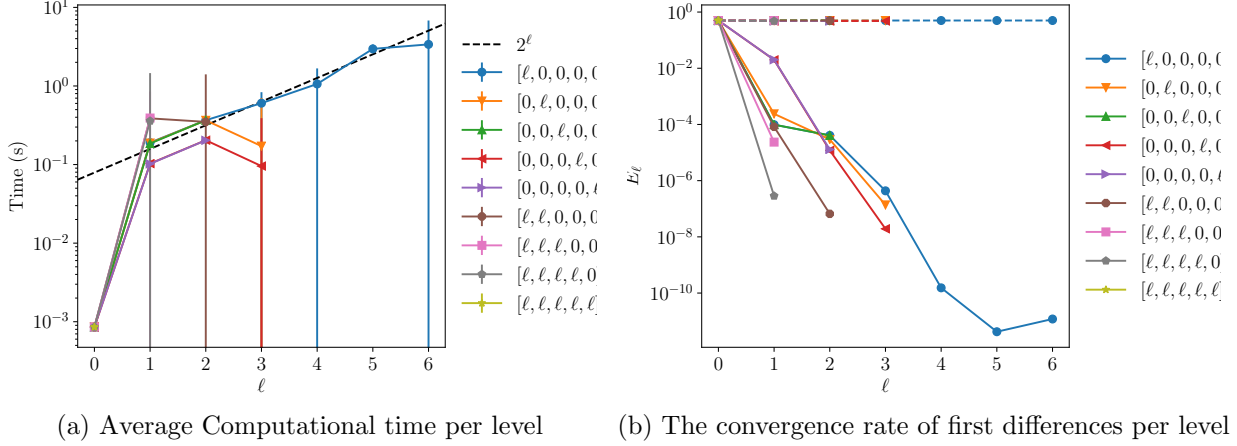 10^1
10^0
10^{-1}
10^{-2}
10^{-3}
Time (s)
0 1 2 3 4 5 6
ℓ
2^ℓ
[ℓ, 0, 0, 0, 0
[0, ℓ, 0, 0, 0
[0, 0, ℓ, 0, 0
[0, 0, 0, ℓ, 0
[0, 0, 0, 0, ℓ
[ℓ, ℓ, 0, 0, 0
[ℓ, ℓ, ℓ, 0, 0
[ℓ, ℓ, ℓ, ℓ, 0
[ℓ, ℓ, ℓ, ℓ, ℓ]
(a) Average Computational time per level
10^0
10^{-2}
10^{-4}
10^{-6}
10^{-8}
10^{-10}
E_ℓ
0 1 2 3 4 5 6
ℓ
[ℓ, 0, 0, 0, 0
[0, ℓ, 0, 0, 0
[0, 0, ℓ, 0, 0
[0, 0, 0, ℓ, 0
[0, 0, 0, 0, ℓ
[ℓ, ℓ, 0, 0, 0
[ℓ, ℓ, ℓ, 0, 0
[ℓ, ℓ, ℓ, ℓ, 0
[ℓ, ℓ, ℓ, ℓ, ℓ]
(b) The convergence rate of first differences per level